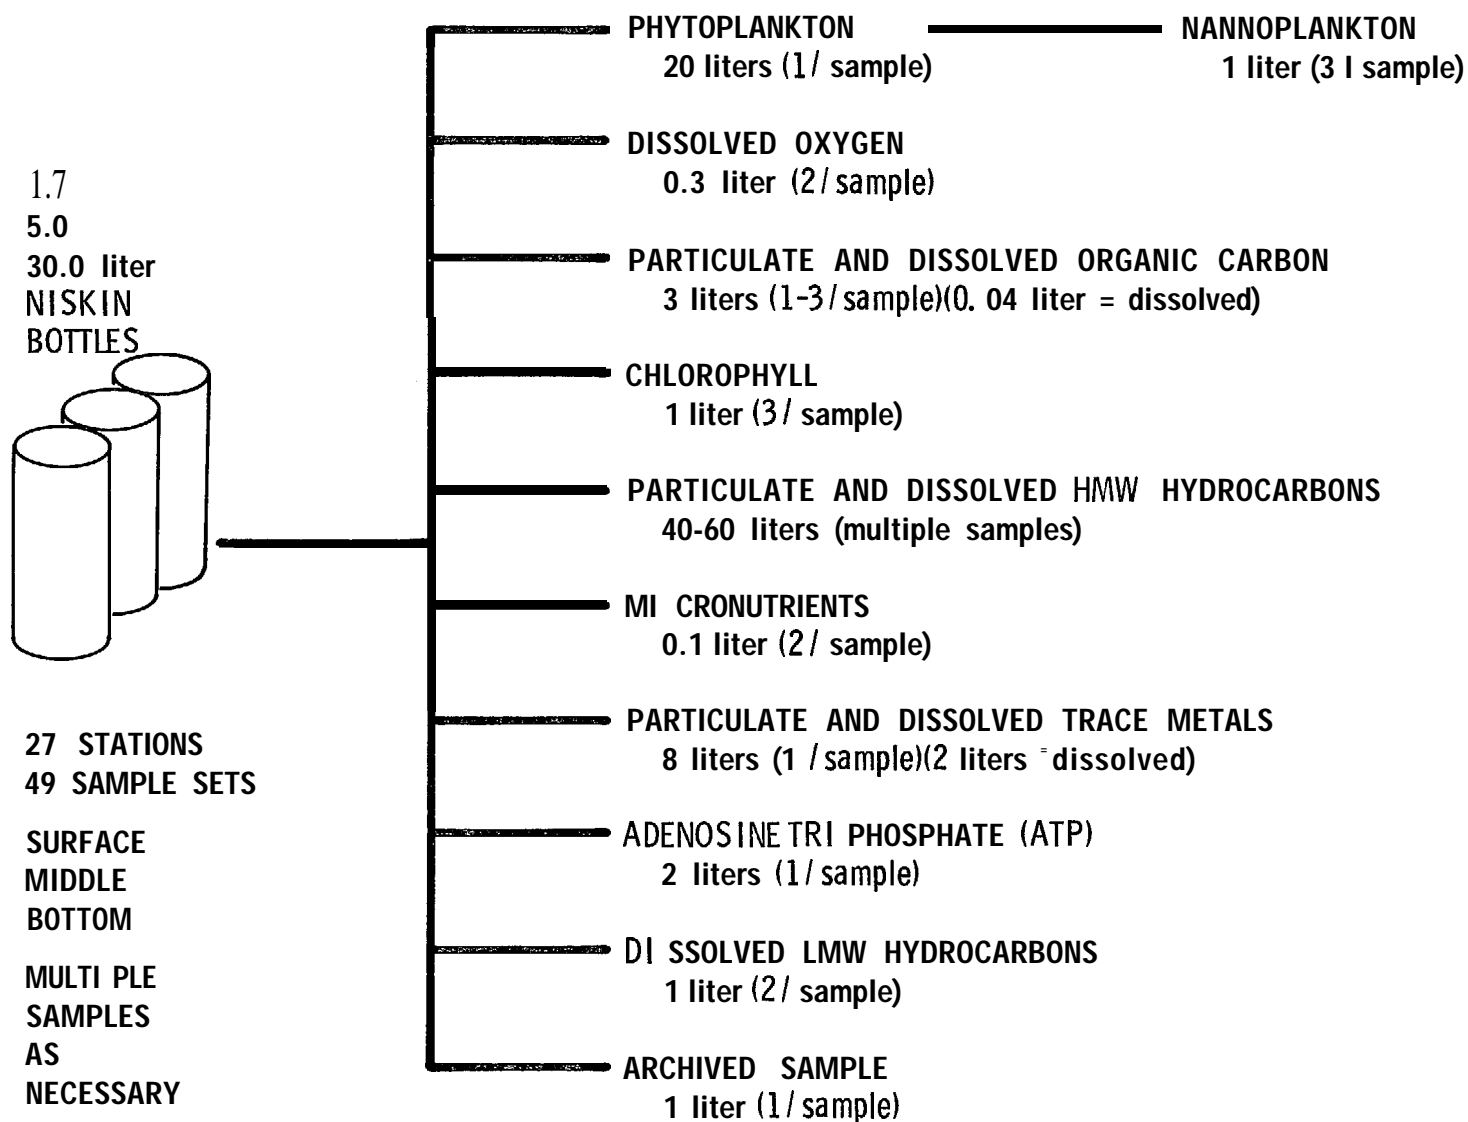 1.7
5.0
30.0 liter
NISKIN
BOTTLES
27 STATIONS
49 SAMPLE SETS
SURFACE
MIDDLE
BOTTOM
MULTI PLE
SAMPLES
AS
NECESSARY
PHYTOPLANKTON
20 liters (1/ sample)
NANNOPLANKTON
1 liter (3 I sample)
DISSOLVED OXYGEN
0.3 liter (2/sample)
PARTICULATE AND DISSOLVED ORGANIC CARBON
3 liters (1-3/sample)(0. 04 liter = dissolved)
CHLOROPHYLL
1 liter (3/ sample)
PARTICULATE AND DISSOLVED HMW HYDROCARBONS
40-60 liters (multiple samples)
MI CRONUTRIENTS
0.1 liter (2/ sample)
PARTICULATE AND DISSOLVED TRACE METALS
8 liters (1 /sample)(2 liters = dissolved)
ADENOSINE TRI PHOSPHATE (ATP)
2 liters (1/sample)
DI SSOLVED LMW HYDROCARBONS
1 liter (2/ sample)
ARCHIVED SAMPLE
1 liter (1/sample)